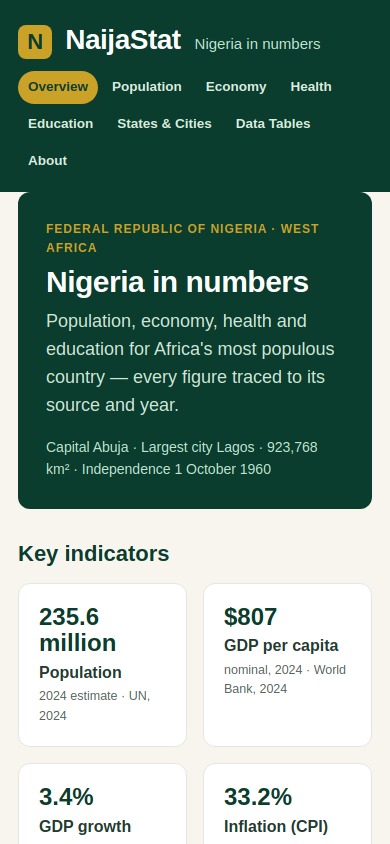 N NaijaStat Nigeria in numbers
Overview Population Economy Health
Education States & Cities Data Tables
About
FEDERAL REPUBLIC OF NIGERIA · WEST
AFRICA
Nigeria in numbers
Population, economy, health and
education for Africa's most populous
country — every figure traced to its
source and year.
Capital Abuja · Largest city Lagos · 923,768
km² · Independence 1 October 1960
Key indicators
235.6
million
Population
2024 estimate · UN,
2024
$807
GDP per capita
nominal, 2024 · World
Bank, 2024
3.4%
GDP growth
33.2%
Inflation (CPI)